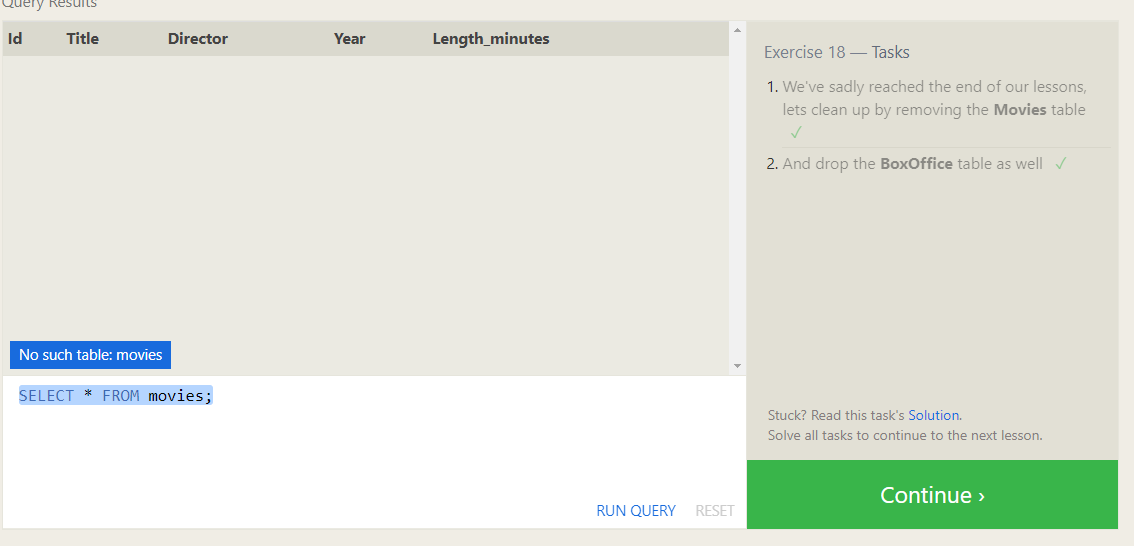 Query Results
Id Title Director Year Length_minutes
No such table: movies
SELECT * FROM movies;
RUN QUERY RESET
Exercise 18 — Tasks
1. We've sadly reached the end of our lessons,
lets clean up by removing the Movies table
✓
2. And drop the BoxOffice table as well ✓
Stuck? Read this task's Solution.
Solve all tasks to continue to the next lesson.
Continue ›